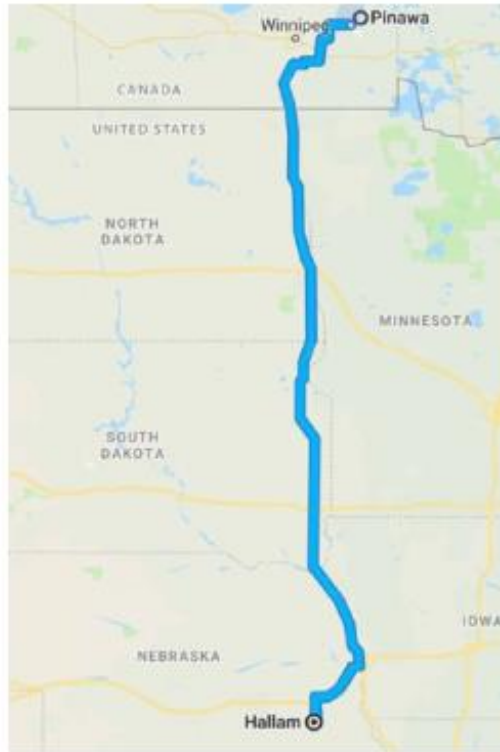 Pinawa
Winnipeg
CANADA
UNITED STATES
NORTH
DAKOTA
MINNESOTA
SOUTH
DAKOTA
IOWA
NEBRASKA
Hallam